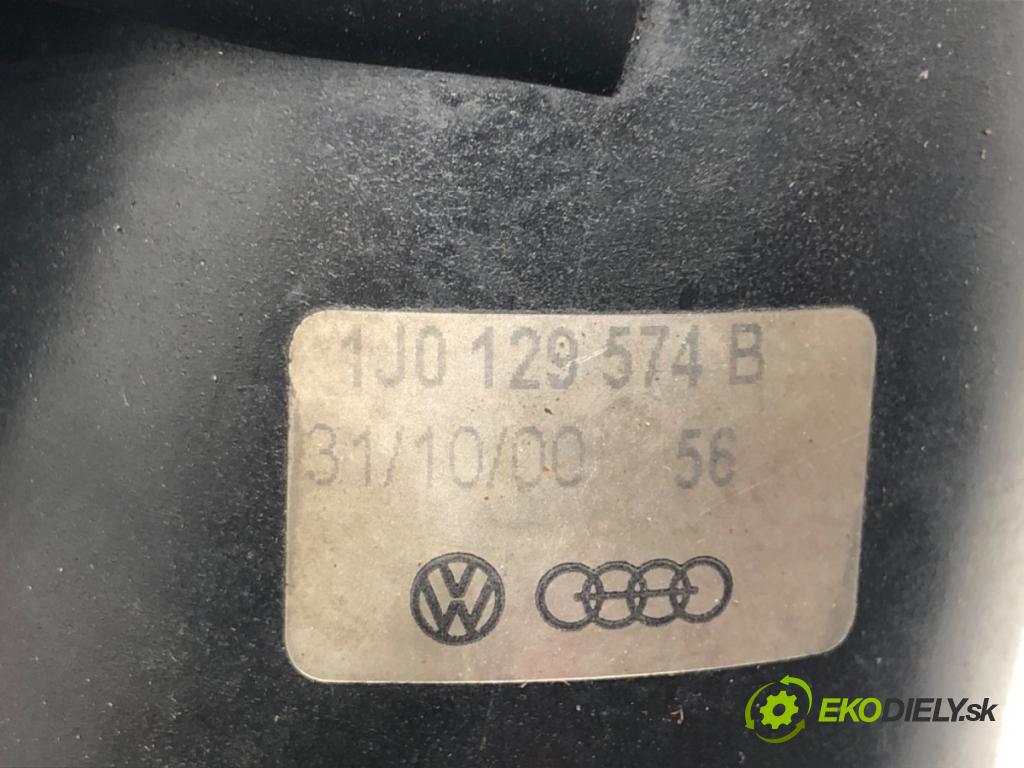 1J0 129 574 B
31/10/00 56
EKODIELY.sk